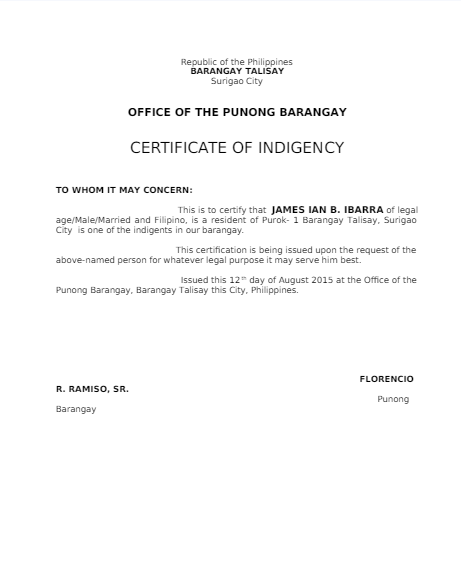 Republic of the Philippines
BARANGAY TALISAY
Surigao City
OFFICE OF THE PUNONG BARANGAY
CERTIFICATE OF INDIGENCY
TO WHOM IT MAY CONCERN:
This is to certify that JAMES IAN B. IBARRA of legal
age/Male/Married and Filipino, is a resident of Purok- 1 Barangay Talisay, Surigao
City is one of the indigents in our barangay.
This certification is being issued upon the request of the
above-named person for whatever legal purpose it may serve him best.
Issued this 12th day of August 2015 at the Office of the
Punong Barangay, Barangay Talisay this City, Philippines.
FLORENCIO
R. RAMISO, SR.
Punong
Barangay